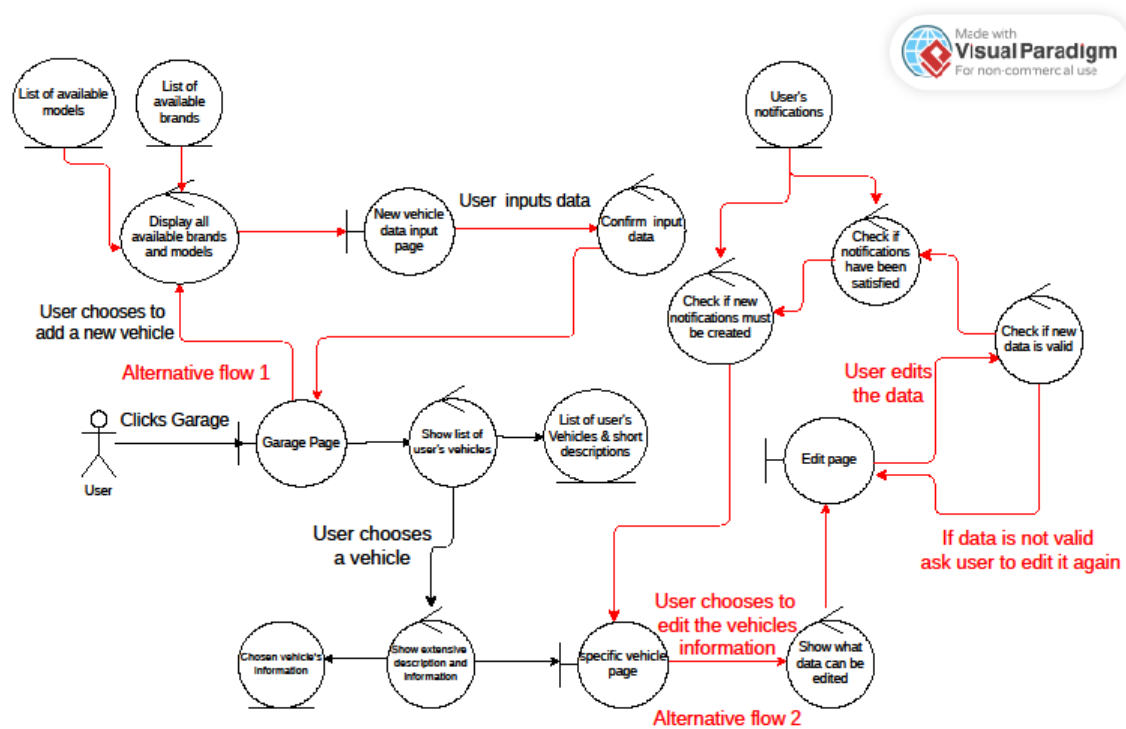 Made with
Visual Paradigm
For non-commercial use
List of available
models
List of
available
brands
User's
notifications
Display all
available brands
and models
New vehicle
data input
page
User inputs data
Confirm input
data
Check if
notifications
have been
satisfied
Check if new
notifications must
be created
Check if new
data is valid
User chooses to
add a new vehicle
Alternative flow 1
User edits
the data
Clicks Garage
User
Garage Page
Show list of
user's vehicles
List of user's
Vehicles & short
descriptions
Edit page
If data is not valid
ask user to edit it again
User chooses
a vehicle
Chosen vehicle's
information
Show extensive
description and
information
specific vehicle
page
User chooses to
edit the vehicles
information
Show what
data can be
edited
Alternative flow 2